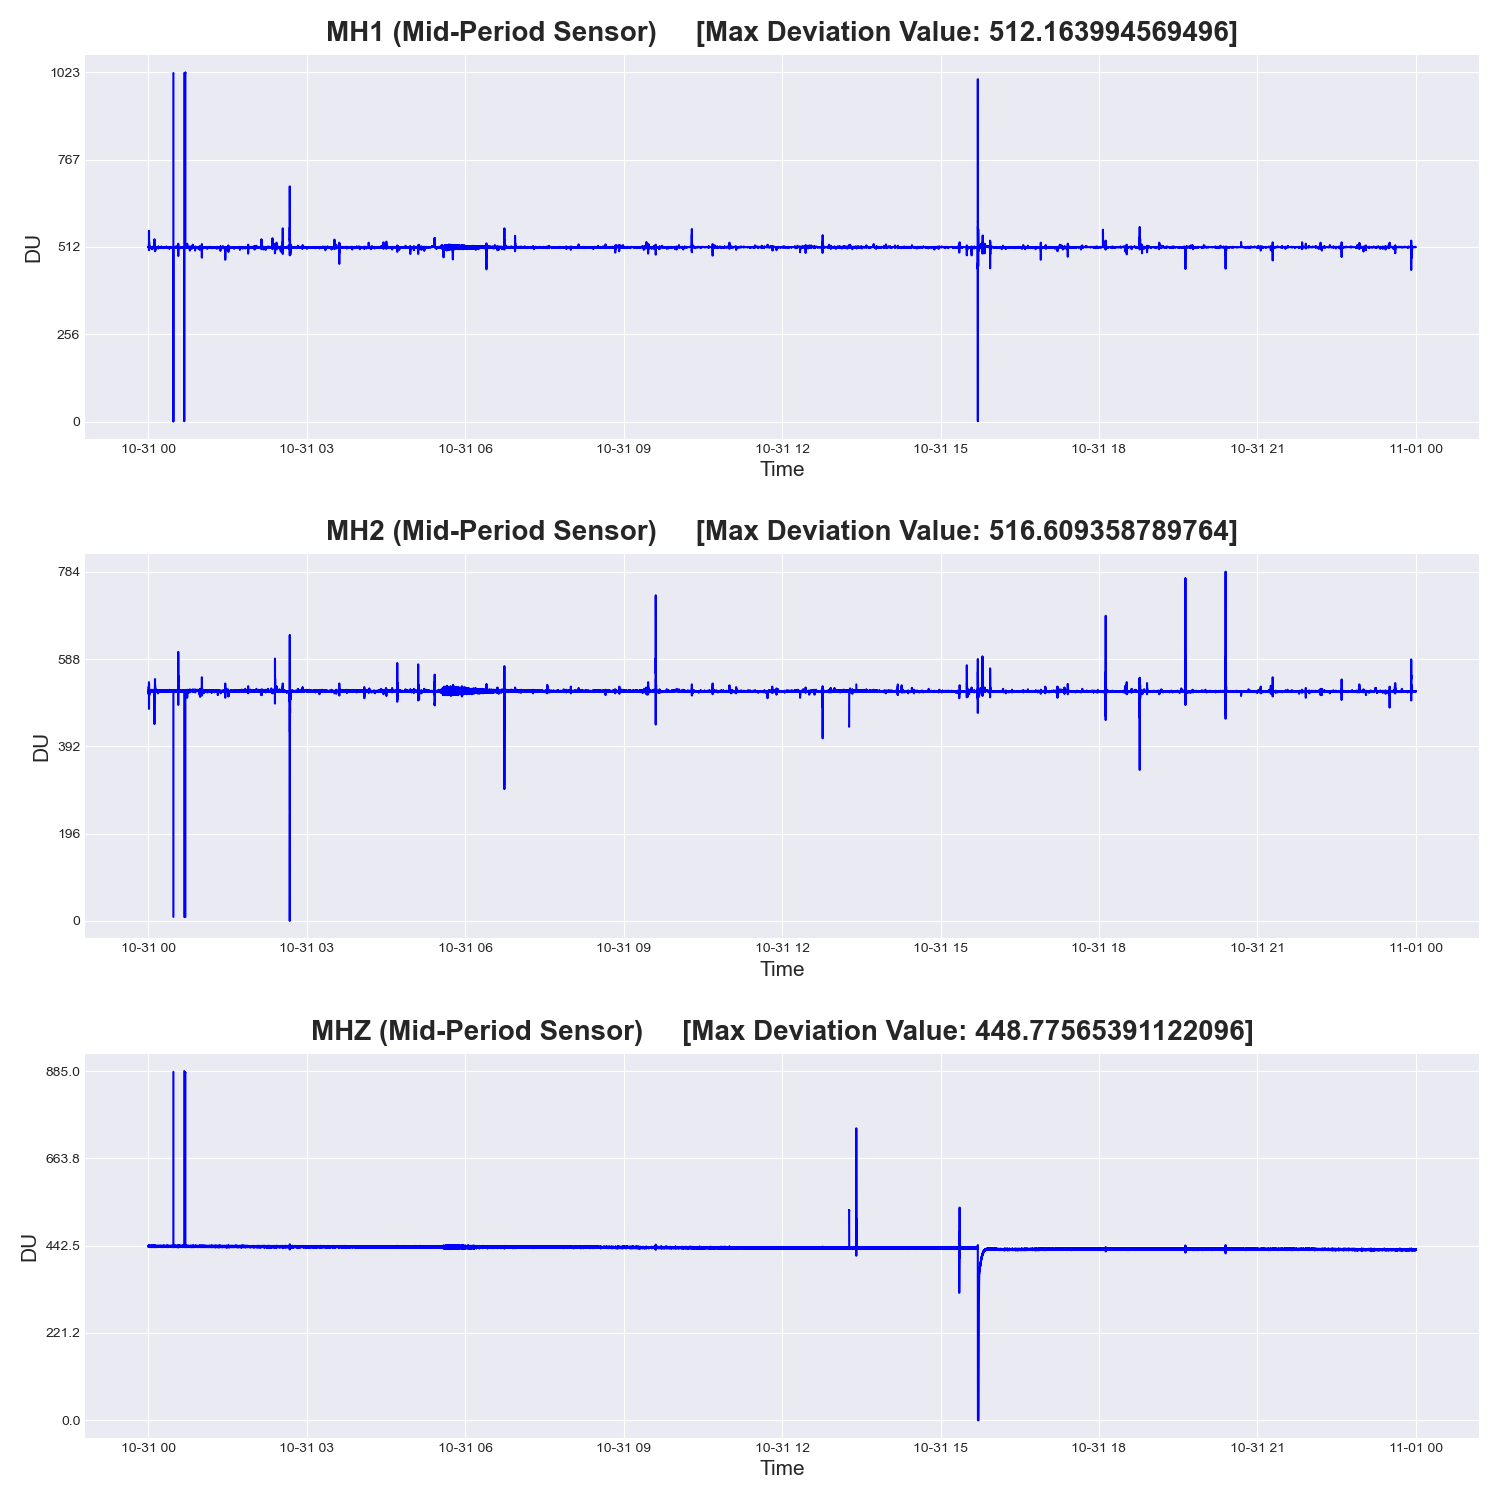 MH1 (Mid-Period Sensor) [Max Deviation Value: 512.163994569496]
1023
767
512
256
0
DU
10-31 00 10-31 03 10-31 06 10-31 09 10-31 12 10-31 15 10-31 18 10-31 21 11-01 00
Time
MH2 (Mid-Period Sensor) [Max Deviation Value: 516.609358789764]
784
588
392
196
0
DU
10-31 00 10-31 03 10-31 06 10-31 09 10-31 12 10-31 15 10-31 18 10-31 21 11-01 00
Time
MHZ (Mid-Period Sensor) [Max Deviation Value: 448.77565391122096]
885.0
663.8
442.5
221.2
0.0
DU
10-31 00 10-31 03 10-31 06 10-31 09 10-31 12 10-31 15 10-31 18 10-31 21 11-01 00
Time